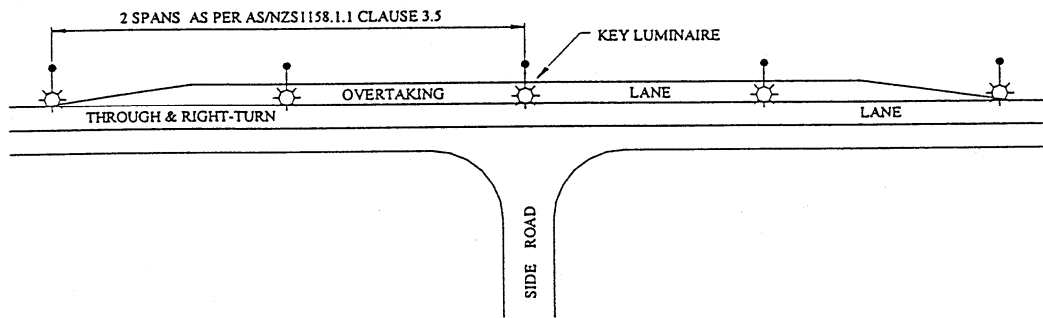 2 SPANS AS PER AS/NZS1158.1.1 CLAUSE 3.5
KEY LUMINAIRE
OVERTAKING LANE
THROUGH & RIGHT-TURN LANE
SIDE ROAD